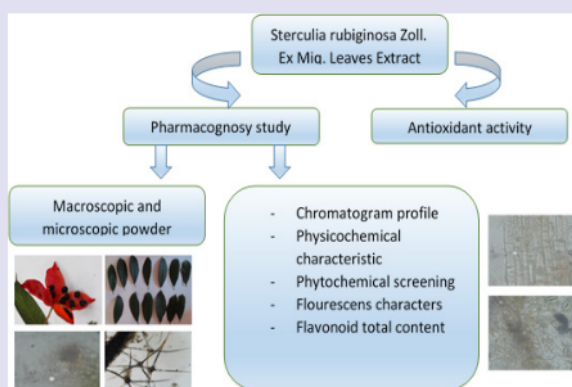 Sterculia rubiginosa Zoll.
Ex Miq. Leaves Extract
Pharmacognosy study
Antioxidant activity
Macroscopic and
microscopic powder
- Chromatogram profile
- Physicochemical
characteristic
- Phytochemical screening
- Flourescens characters
- Flavonoid total content